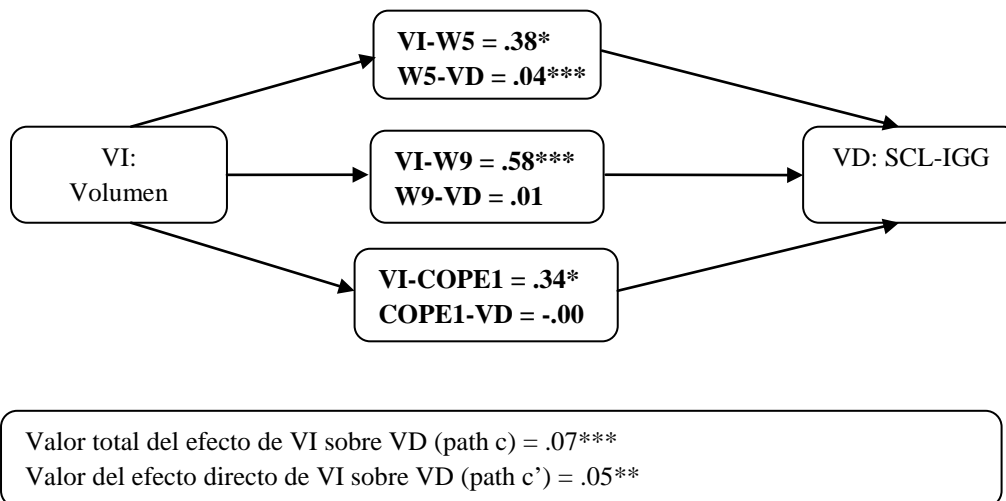 VI-W5 = .38*
W5-VD = .04***
VI:
Volumen
VI-W9 = .58***
W9-VD = .01
VD: SCL-IGG
VI-COPE1 = .34*
COPE1-VD = -.00
Valor total del efecto de VI sobre VD (path c) = .07***
Valor del efecto directo de VI sobre VD (path c’) = .05**